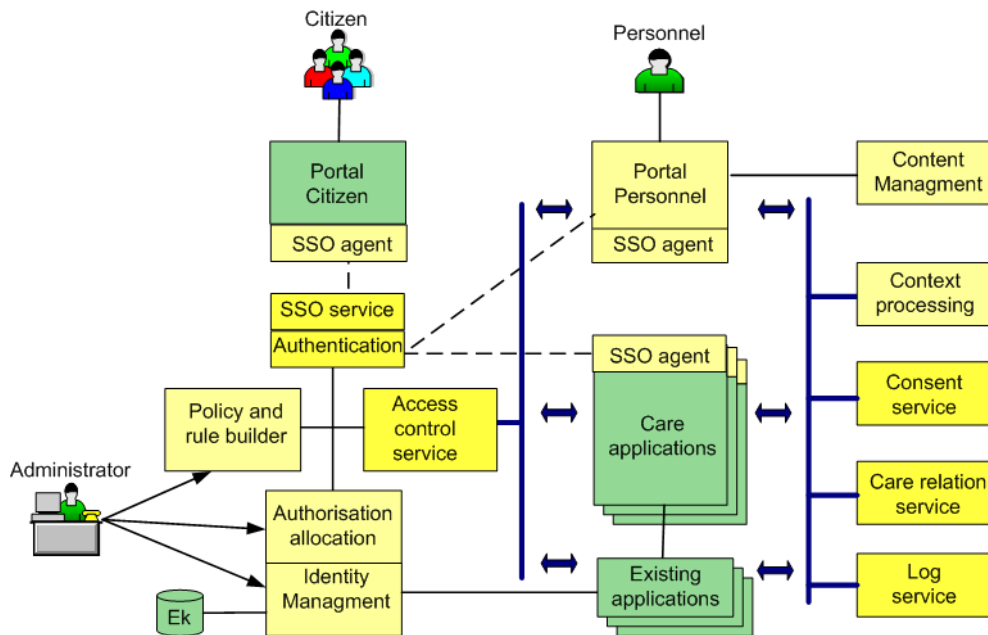 Citizen
Personnel
Portal
Citizen
SSO agent
Portal
Personnel
SSO agent
Content
Managment
Context
processing
SSO service
Authentication
SSO agent
Care
applications
Consent
service
Policy and
rule builder
Access
control
service
Administrator
Care relation
service
Authorisation
allocation
Identity
Managment
Ek
Existing
applications
Log
service